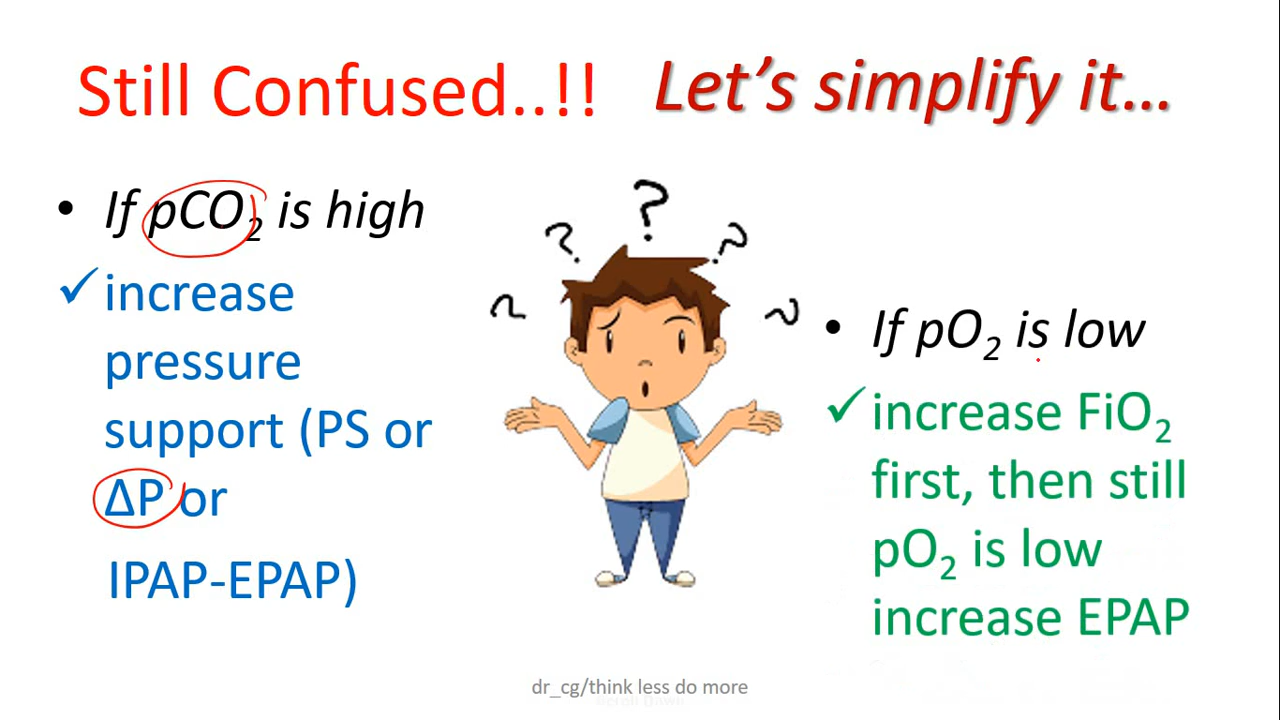 Still Confused..!! Let's simplify it...
• If pCO₂ is high
✓ increase
pressure
support (PS or
ΔP or
IPAP-EPAP)
? ? ? ? ?
• If pO₂ is low
✓ increase FiO₂
first, then still
pO₂ is low
increase EPAP
dr_cg/think less do more